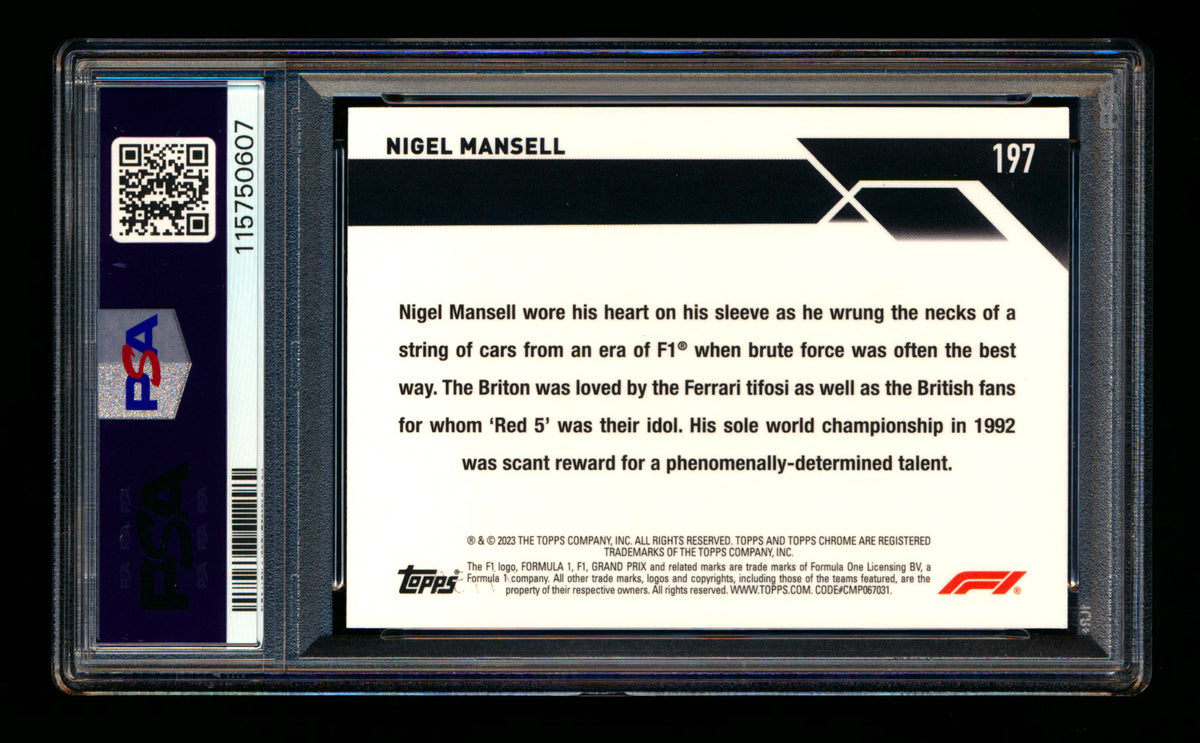 115750607
PSA
PSA
NIGEL MANSELL
197
Nigel Mansell wore his heart on his sleeve as he wrung the necks of a
string of cars from an era of F1® when brute force was often the best
way. The Briton was loved by the Ferrari tifosi as well as the British fans
for whom ‘Red 5’ was their idol. His sole world championship in 1992
was scant reward for a phenomenally-determined talent.
® & © 2023 THE TOPPS COMPANY, INC. ALL RIGHTS RESERVED. TOPPS AND TOPPS CHROME ARE REGISTERED
TRADEMARKS OF THE TOPPS COMPANY, INC.
The F1 logo, FORMULA 1, F1, GRAND PRIX and related marks are trade marks of Formula One Licensing BV, a
Formula 1 company. All other trade marks, logos and copyrights, including those of the teams featured, are the
property of their respective owners. All rights reserved. WWW.TOPPS.COM. CODE#CMP067031.
topps
F1®